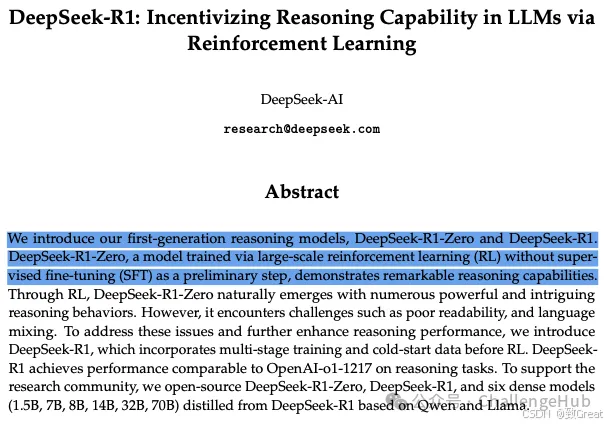 DeepSeek-R1: Incentivizing Reasoning Capability in LLMs via
Reinforcement Learning
DeepSeek-AI
research@deepseek.com
Abstract
We introduce our first-generation reasoning models, DeepSeek-R1-Zero and DeepSeek-R1.
DeepSeek-R1-Zero, a model trained via large-scale reinforcement learning (RL) without super-
vised fine-tuning (SFT) as a preliminary step, demonstrates remarkable reasoning capabilities.
Through RL, DeepSeek-R1-Zero naturally emerges with numerous powerful and intriguing
reasoning behaviors. However, it encounters challenges such as poor readability, and language
mixing. To address these issues and further enhance reasoning performance, we introduce
DeepSeek-R1, which incorporates multi-stage training and cold-start data before RL. DeepSeek-
R1 achieves performance comparable to OpenAI-o1-1217 on reasoning tasks. To support the
research community, we open-source DeepSeek-R1-Zero, DeepSeek-R1, and six dense models
(1.5B, 7B, 8B, 14B, 32B, 70B) distilled from DeepSeek-R1 based on Qwen and Llama.
公众号 · ChallengeHub
CSDN @致Great